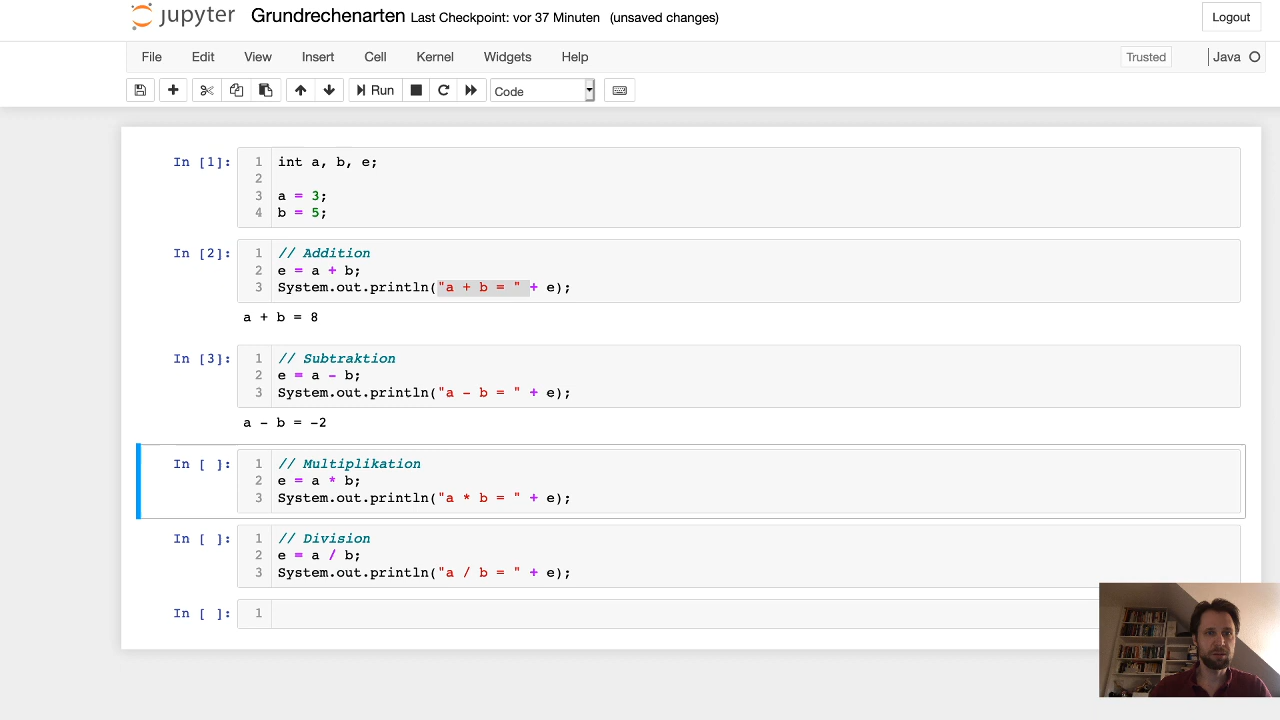 jupyter Grundrechenarten Last Checkpoint: vor 37 Minuten (unsaved changes) Logout
File Edit View Insert Cell Kernel Widgets Help Trusted Java
Run Code
In [1]: 1 int a, b, e;
2
3 a = 3;
4 b = 5;
In [2]: 1 // Addition
2 e = a + b;
3 System.out.println("a + b = " + e);
a + b = 8
In [3]: 1 // Subtraktion
2 e = a - b;
3 System.out.println("a - b = " + e);
a - b = -2
In [ ]: 1 // Multiplikation
2 e = a * b;
3 System.out.println("a * b = " + e);
In [ ]: 1 // Division
2 e = a / b;
3 System.out.println("a / b = " + e);
In [ ]: 1